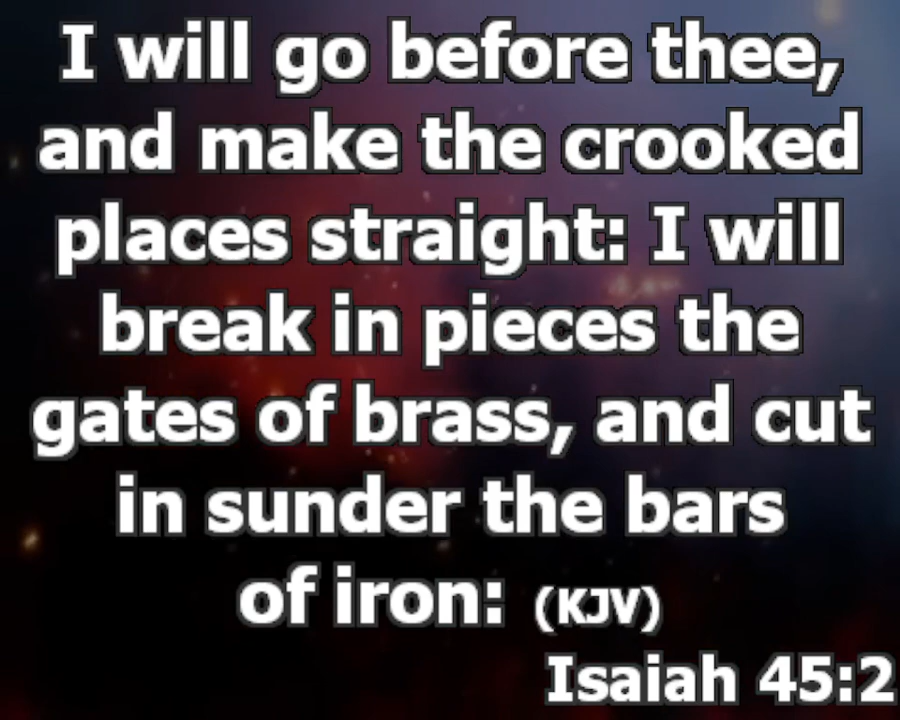 I will go before thee,
and make the crooked
places straight: I will
break in pieces the
gates of brass, and cut
in sunder the bars
of iron: (KJV)
Isaiah 45:2